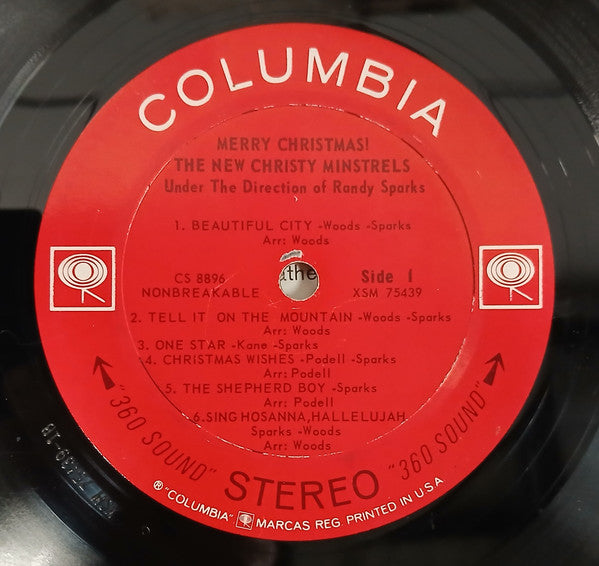 COLUMBIA
MERRY CHRISTMAS!
THE NEW CHRISTY MINSTRELS
Under The Direction of Randy Sparks
1. BEAUTIFUL CITY -Woods -Sparks
Arr: Woods
CS 8896
NONBREAKABLE
Side 1
XSM 75439
2. TELL IT ON THE MOUNTAIN -Woods -Sparks
Arr: Woods
3. ONE STAR -Kane -Sparks
4. CHRISTMAS WISHES -Podell -Sparks
Arr: Podell
5. THE SHEPHERD BOY -Sparks
Arr: Podell
6. SING HOSANNA, HALLELUJAH
Sparks -Woods
Arr: Woods
"360 SOUND" STEREO "360 SOUND"
® "COLUMBIA" MARCAS REG. PRINTED IN U.S.A.